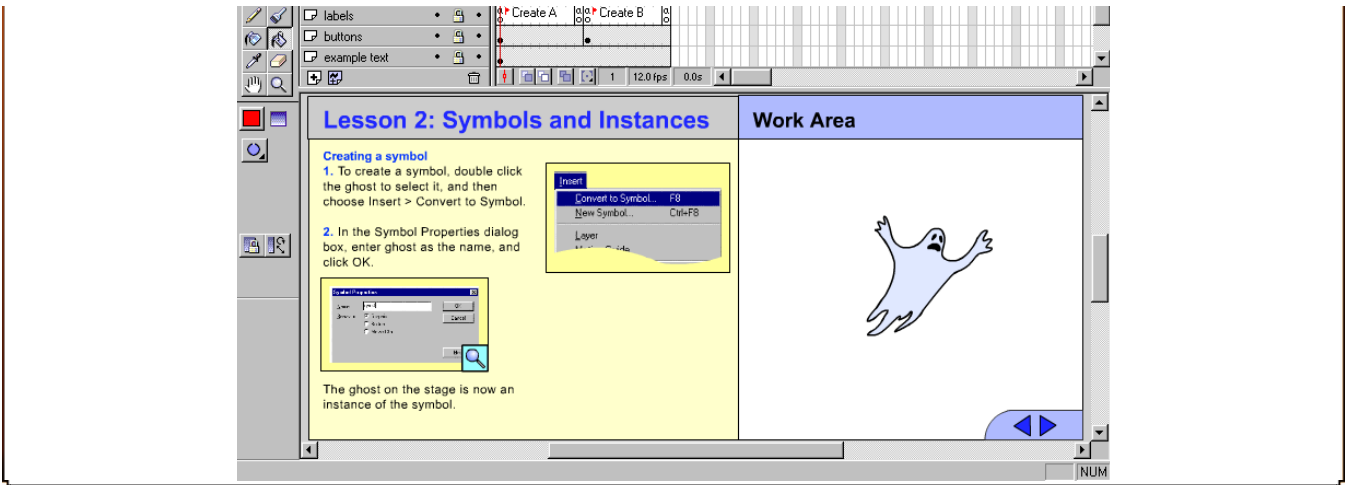 labels
Create A
Create B
buttons
example text
1
12.0 fps
0.0s
Lesson 2: Symbols and Instances
Work Area
Creating a symbol
1. To create a symbol, double click
the ghost to select it, and then
choose Insert > Convert to Symbol.
Insert
Convert to Symbol... F8
New Symbol... Ctrl+F8
Layer
2. In the Symbol Properties dialog
box, enter ghost as the name, and
click OK.
Symbol Properties
OK
Cancel
The ghost on the stage is now an
instance of the symbol.
NUM